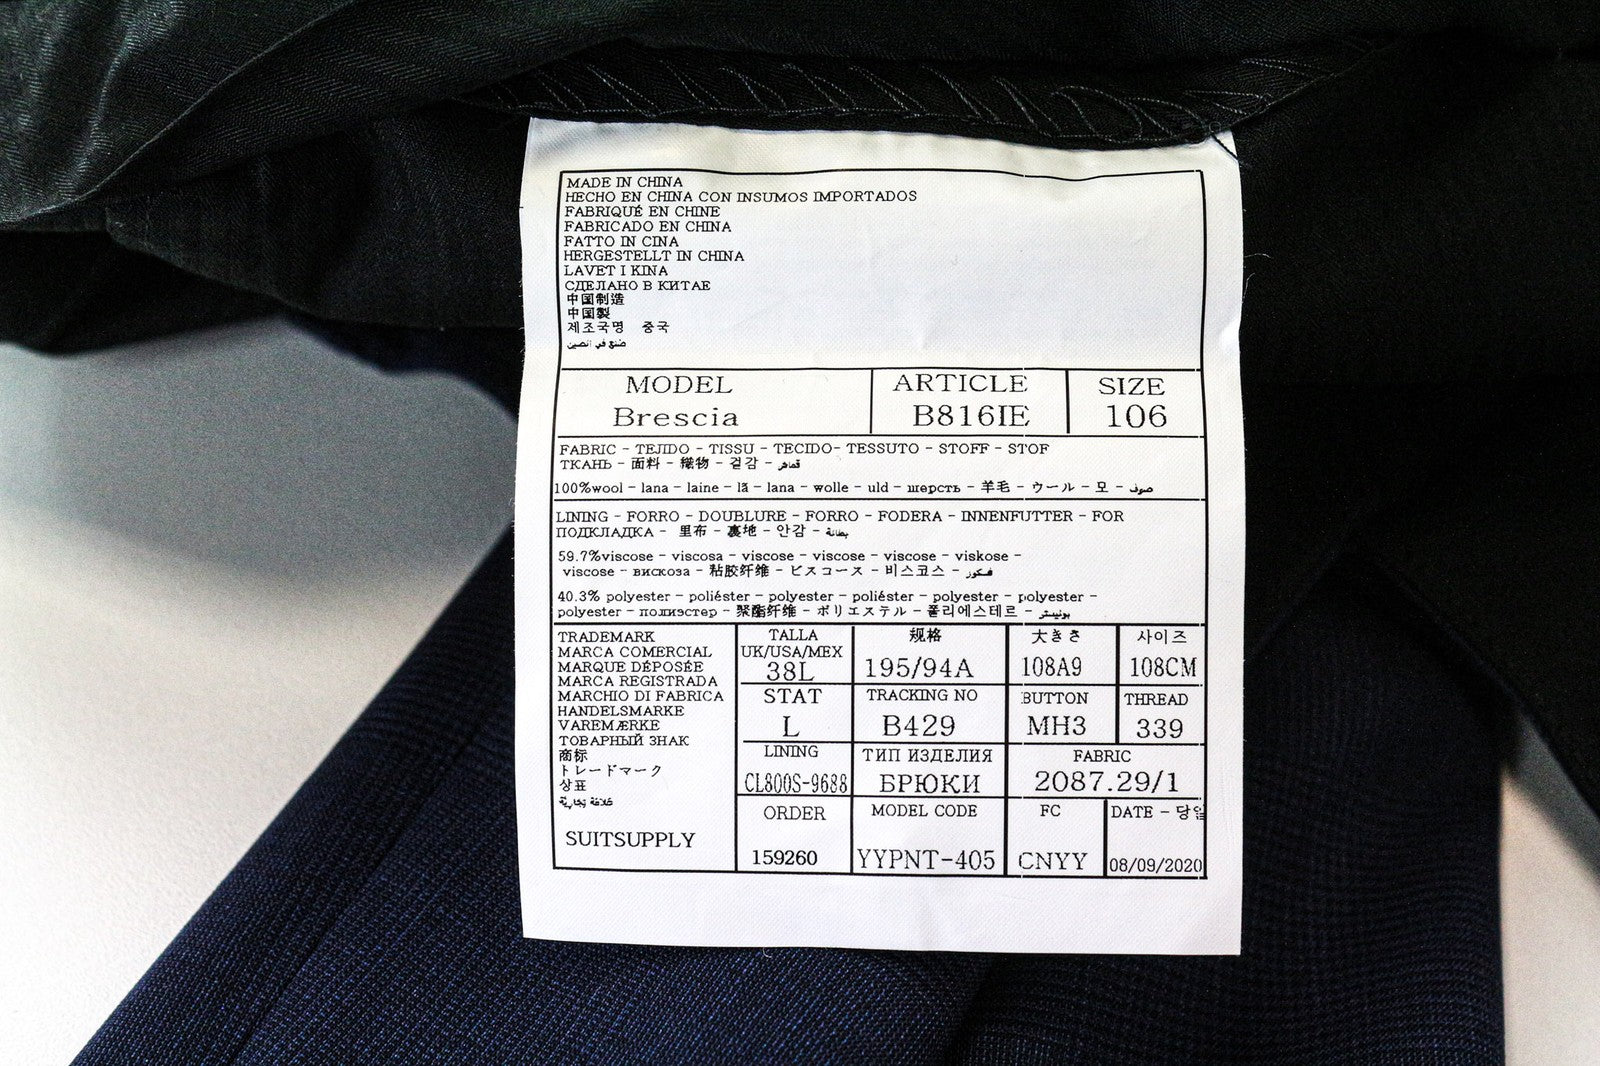 MADE IN CHINA
HECHO EN CHINA CON INSUMOS IMPORTADOS
FABRIQUÉ EN CHINE
FABRICADO EN CHINA
FATTO IN CINA
HERGESTELLT IN CHINA
LAVET I KINA
СДЕЛАНО В КИТАЕ
中国制造
中国製
제조국명 중국
صنع في الصين
MODEL
Brescia
ARTICLE
B816IE
SIZE
106
FABRIC - TEJIDO - TISSU - TECIDO- TESSUTO - STOFF - STOF
ТКАНЬ - 面料 - 織物 - 겉감 - قماش
100%wool - lana - laine - lã - lana - wolle - uld - шерсть - 羊毛 - ウール - 모 - صوف
LINING - FORRO - DOUBLURE - FORRO - FODERA - INNENFUTTER - FOR
ПОДКЛАДКА - 里布 - 裏地 - 안감 - بطانة
59.7%viscose - viscosa - viscose - viscose - viscose - viskose -
viscose - вискоза - 粘胶纤维 - ビスコース - 비스코스 - فسكوز
40.3% polyester - poliéster - polyester - poliéster - polyester - polyester -
polyester - полиэстер - 聚酯纤维 - ポリエステル - 폴리에스테르 -
TRADEMARK
MARCA COMERCIAL
MARQUE DÉPOSÉE
MARCA REGISTRADA
MARCHIO DI FABRICA
HANDELSMARKE
VAREMÆRKE
ТОВАРНЫЙ ЗНАК
商标
トレードマーク
상표
علامة تجارية
SUITSUPPLY
TALLA
UK/USA/MEX
38L
规格
195/94A
大きさ
108A9
사이즈
108CM
STAT
L
TRACKING NO
B429
BUTTON
MH3
THREAD
339
LINING
CL800S-9688
ТИП ИЗДЕЛИЯ
БРЮКИ
FABRIC
2087.29/1
ORDER
159260
MODEL CODE
YYPNT-405
FC
CNYY
DATE - 당일
08/09/2020